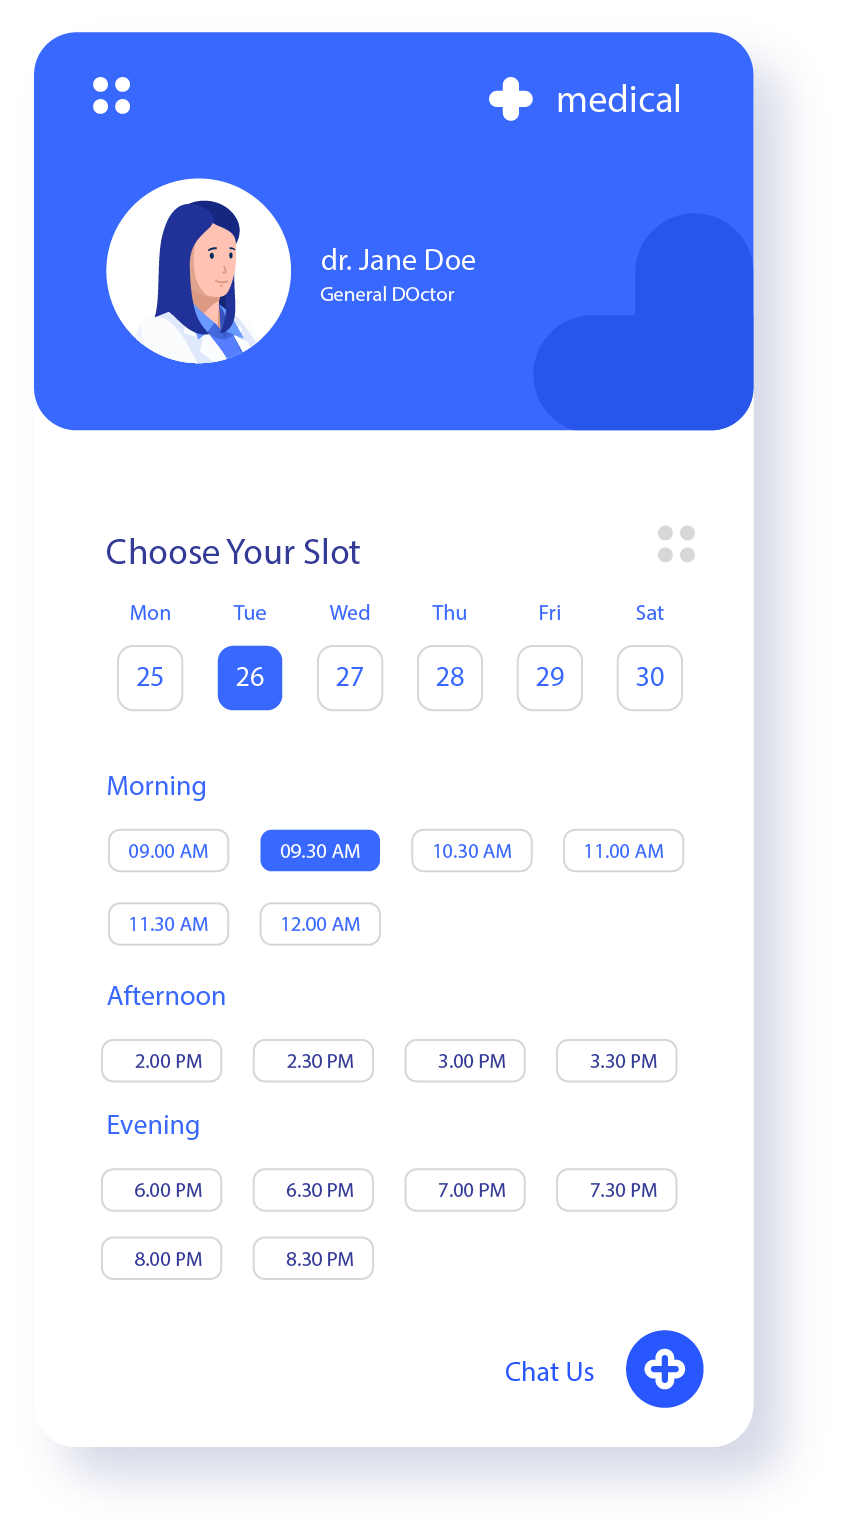 medical
dr. Jane Doe
General DOctor
Choose Your Slot
Mon Tue Wed Thu Fri Sat
25 26 27 28 29 30
Morning
09.00 AM 09.30 AM 10.30 AM 11.00 AM
11.30 AM 12.00 AM
Afternoon
2.00 PM 2.30 PM 3.00 PM 3.30 PM
Evening
6.00 PM 6.30 PM 7.00 PM 7.30 PM
8.00 PM 8.30 PM
Chat Us